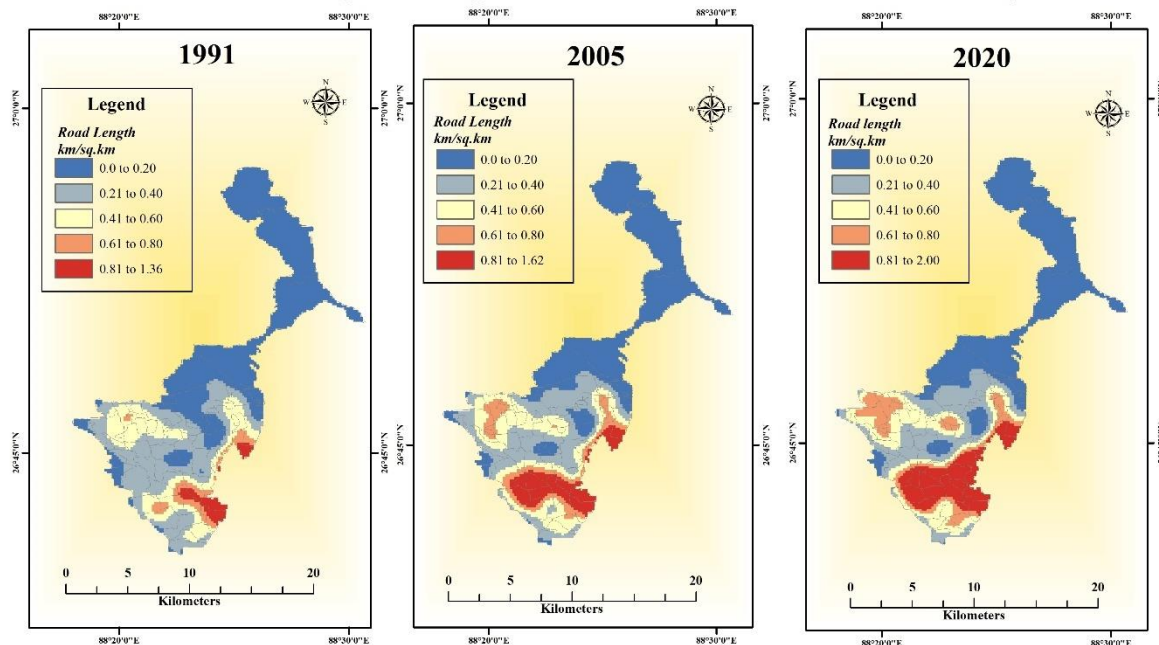 88°20'0"E 88°30'0"E
1991
N
W E
S
Legend
Road Length
km/sq.km
0.0 to 0.20
0.21 to 0.40
0.41 to 0.60
0.61 to 0.80
0.81 to 1.36
27°0'0"N
26°45'0"N
0 5 10 20
Kilometers
88°20'0"E 88°30'0"E
88°20'0"E 88°30'0"E
2005
N
W E
S
Legend
Road Length
km/sq.km
0.0 to 0.20
0.21 to 0.40
0.41 to 0.60
0.61 to 0.80
0.81 to 1.62
27°0'0"N
26°45'0"N
0 5 10 20
Kilometers
88°20'0"E 88°30'0"E
88°20'0"E 88°30'0"E
2020
N
W E
S
Legend
Road length
km/sq.km
0.0 to 0.20
0.21 to 0.40
0.41 to 0.60
0.61 to 0.80
0.81 to 2.00
27°0'0"N
26°45'0"N
0 5 10 20
Kilometers
88°20'0"E 88°30'0"E